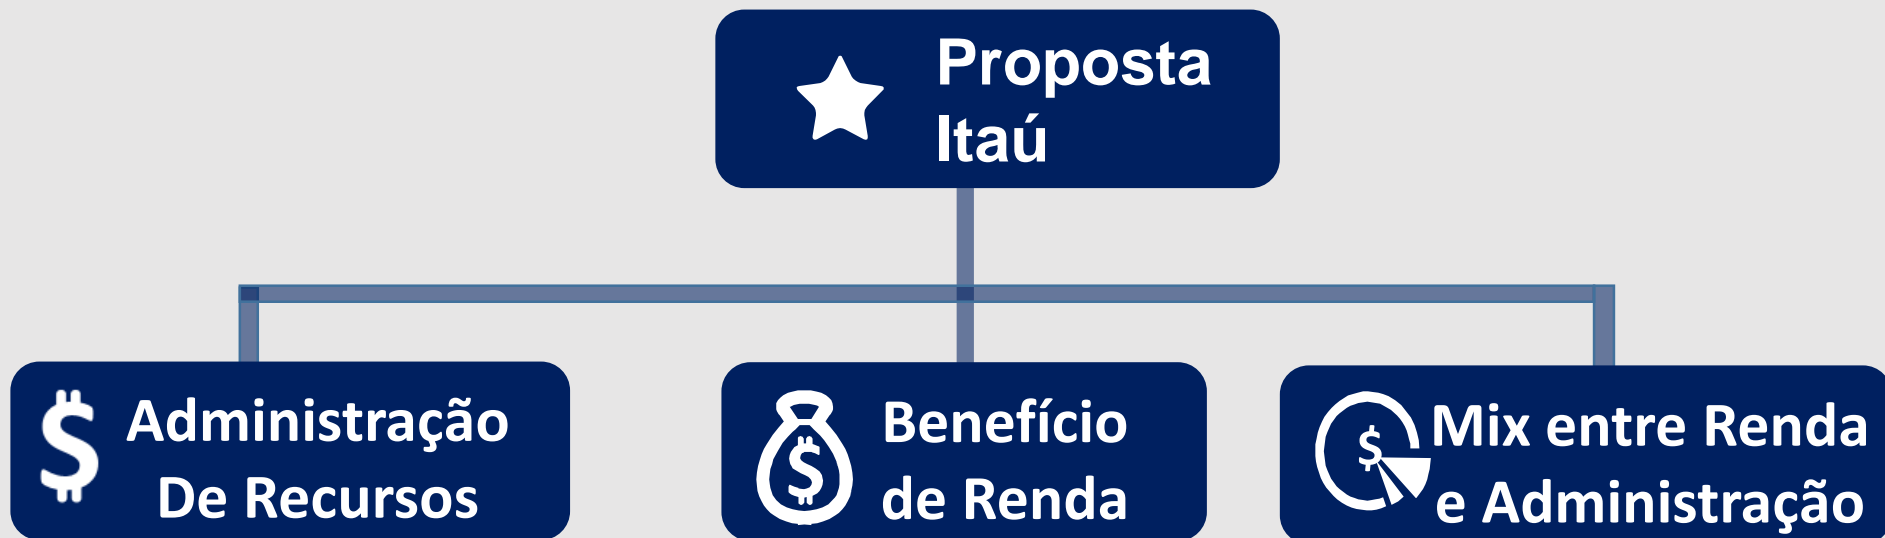 Proposta
Itaú
Administração
De Recursos
Benefício
de Renda
Mix entre Renda
e Administração